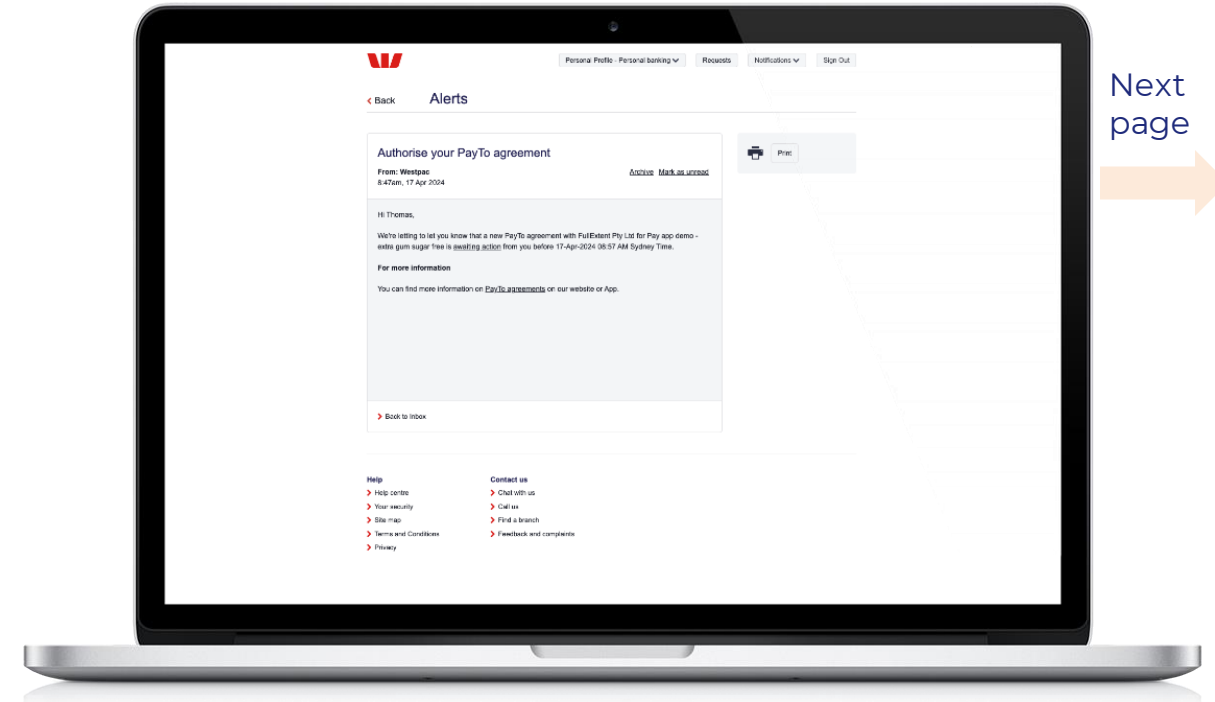 Personal Profile - Personal banking
Requests
Notifications
Sign Out
Back
Alerts
Authorise your PayTo agreement
From: Westpac
Archive Mark as unread
8:47am, 17 Apr 2024
Print
Hi Thomas,
We're letting to let you know that a new PayTo agreement with FullExtent Pty Ltd for Pay app demo -
extra gum sugar free is awaiting action from you before 17-Apr-2024 08:57 AM Sydney Time.
For more information
You can find more information on PayTo agreements on our website or App.
Back to Inbox
Help
Help centre
Your security
Site map
Terms and Conditions
Privacy
Contact us
Chat with us
Call us
Find a branch
Feedback and complaints
Next
page